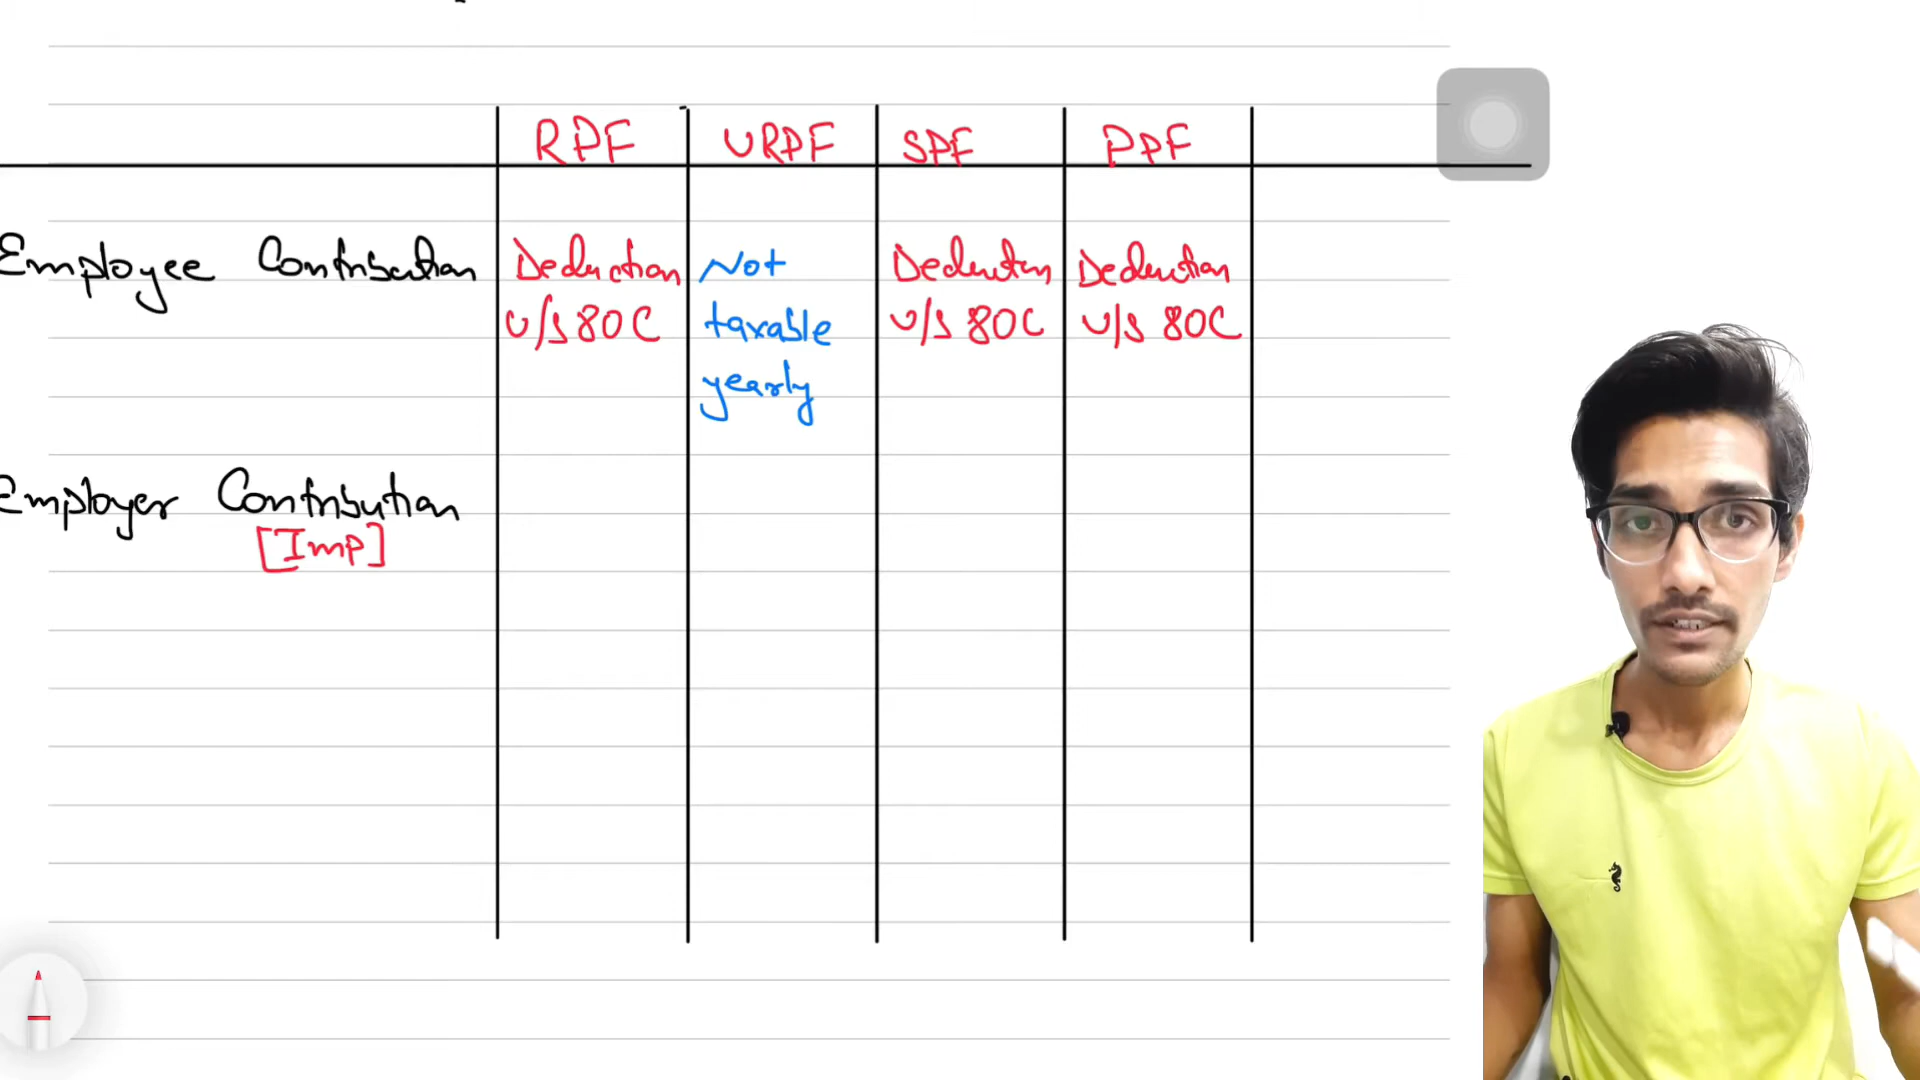 RPF URPF SPF PPF
Employee Contribution Deduction Not Deduction Deduction
u/s 80C taxable u/s 80C u/s 80C
yearly
Employer Contribution
[Imp]